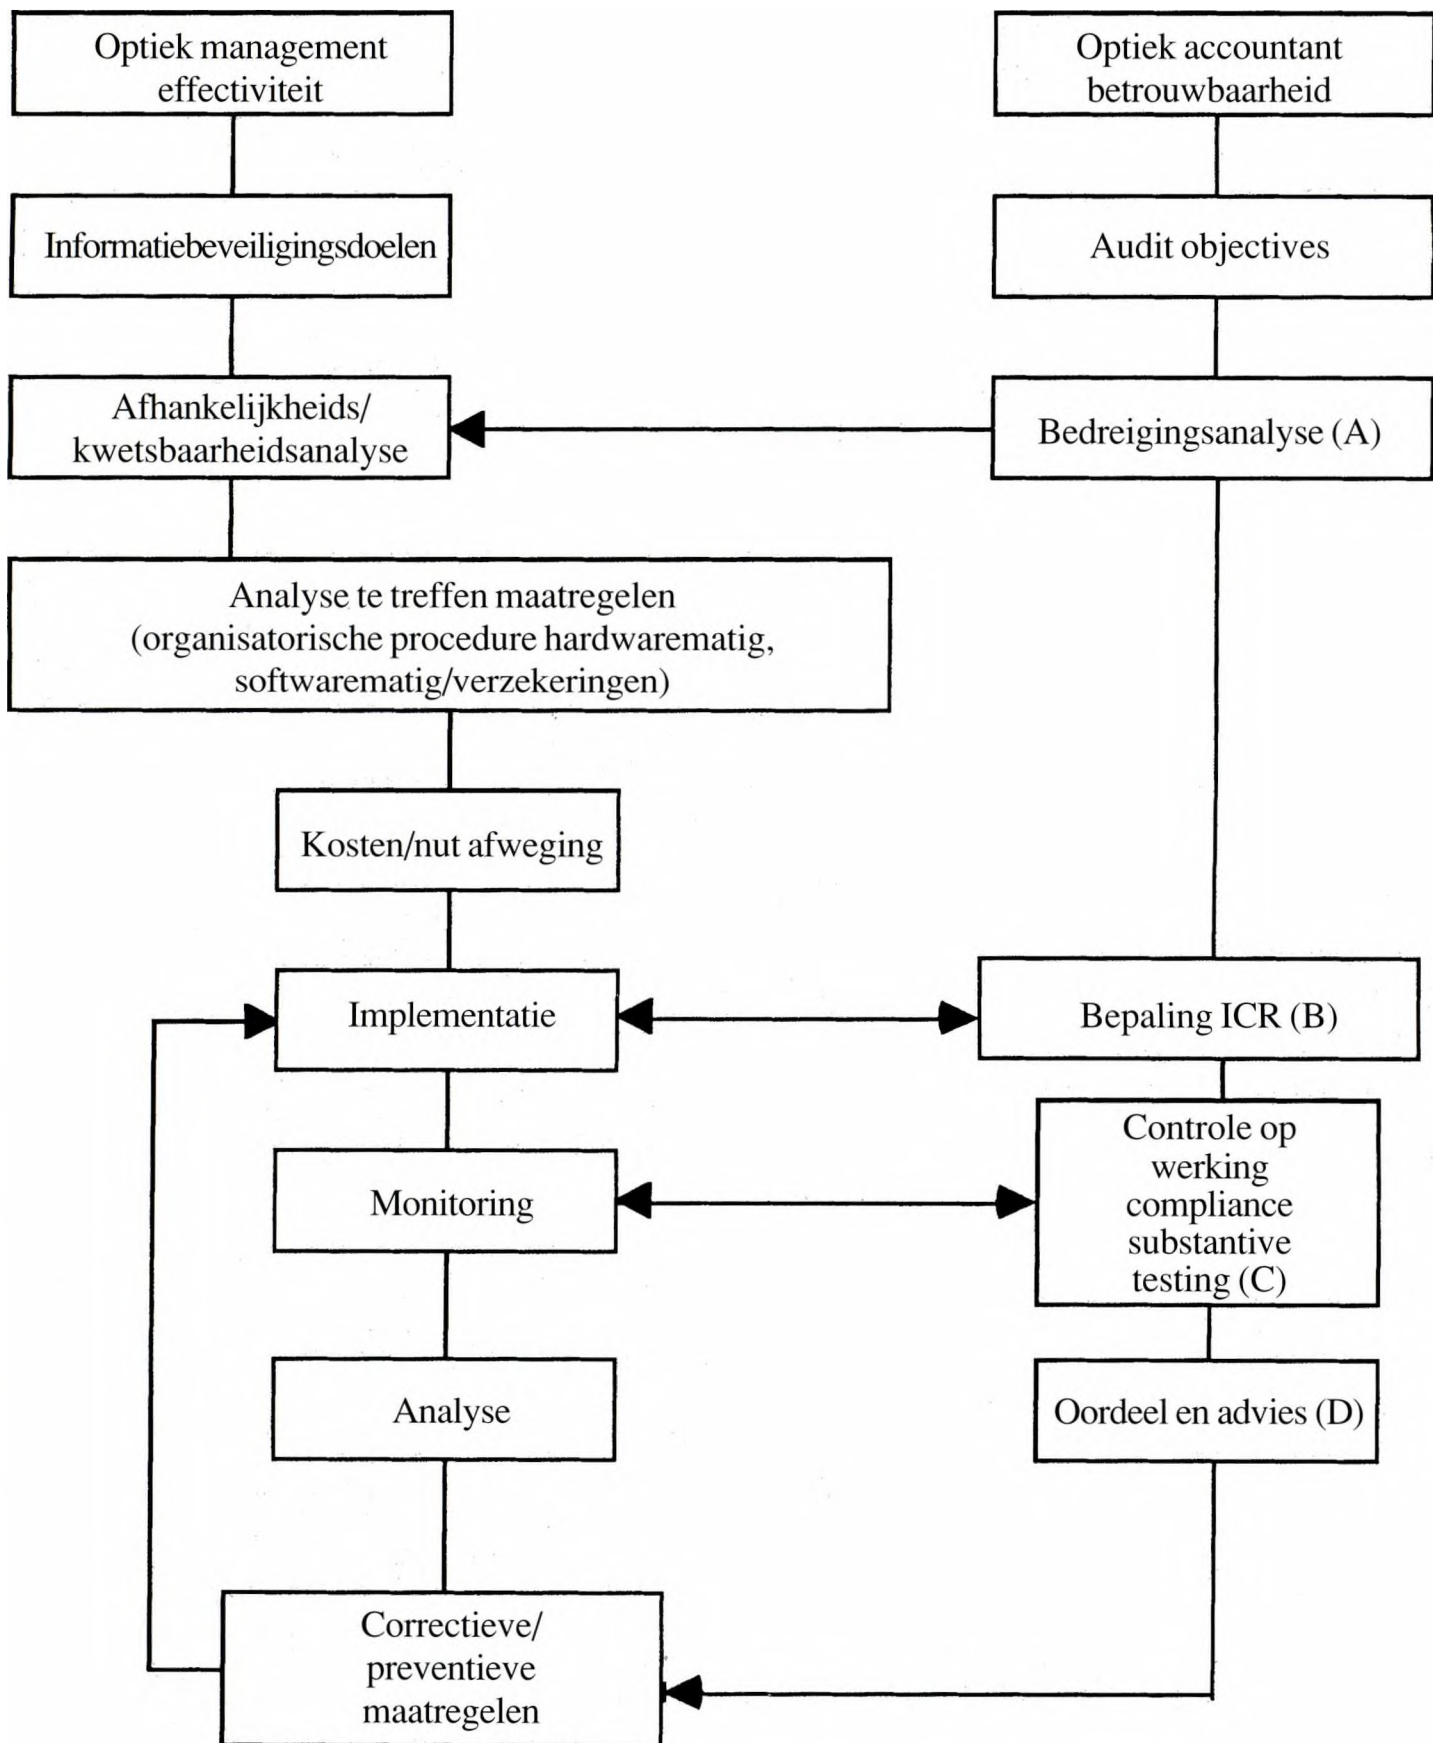 Optiek management
effectiviteit
Optiek accountant
betrouwbaarheid
Informatiebeveiligingsdoelen
Audit objectives
Afhankelijkheids/
kwetsbaarheidsanalyse
Bedreigingsanalyse (A)
Analyse te treffen maatregelen
(organisatorische procedure hardwarematig,
softwarematig/verzekeringen)
Kosten/nut afweging
Implementatie
Bepaling ICR (B)
Monitoring
Controle op
werking
compliance
substantive
testing (C)
Analyse
Oordeel en advies (D)
Correctieve/
preventieve
maatregelen